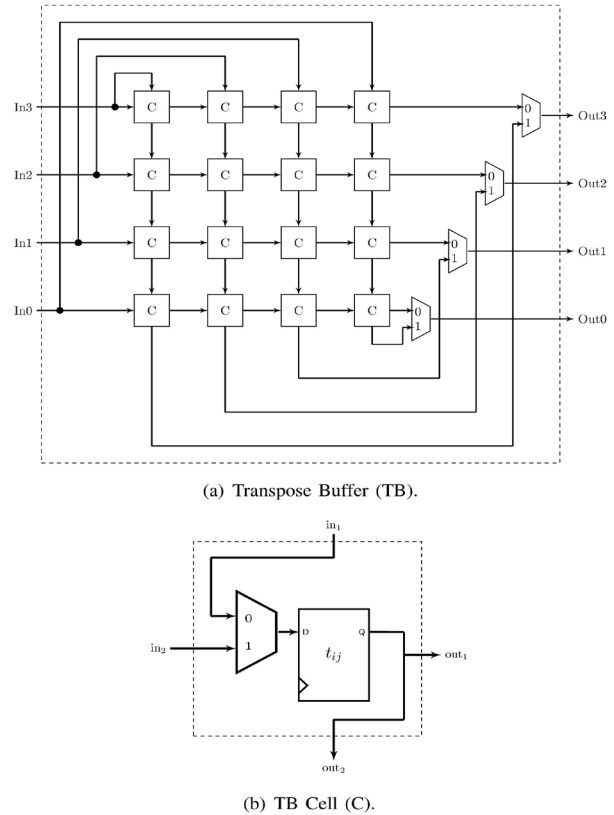 In3 C C C C 0 1 Out3
In2 C C C C 0 1 Out2
In1 C C C C 0 1 Out1
In0 C C C C 0 1 Out0
(a) Transpose Buffer (TB).
in₁
0
D Q
in₂ 1 tᵢⱼ out₁
out₂
(b) TB Cell (C).